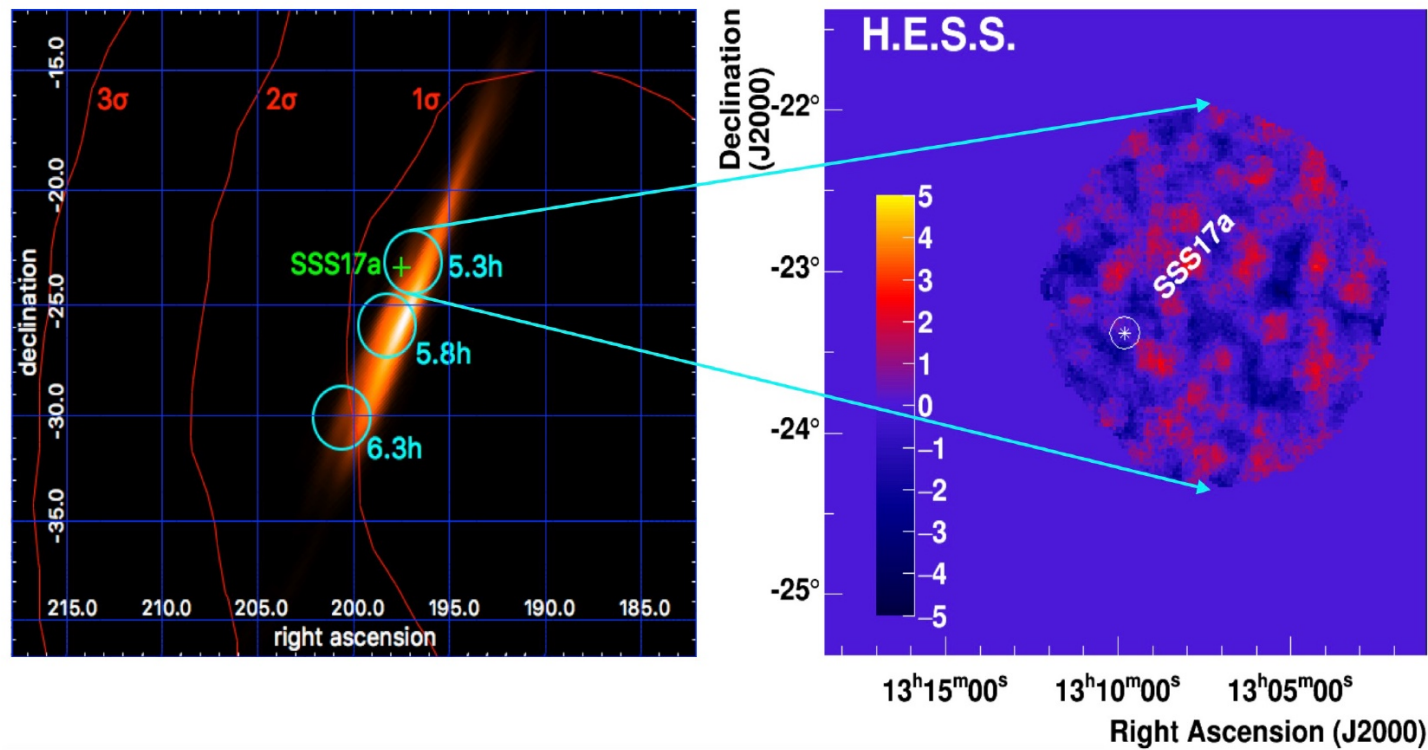 -15.0
-20.0
-25.0
-30.0
-35.0
declination
3σ
2σ
1σ
SSS17a
5.3h
5.8h
6.3h
215.0 210.0 205.0 200.0 195.0 190.0 185.0
right ascension
H.E.S.S.
Declination
(J2000)
-22°
-23°
-24°
-25°
5
4
3
2
1
0
−1
−2
−3
−4
−5
SSS17a
13h15m00s 13h10m00s 13h05m00s
Right Ascension (J2000)